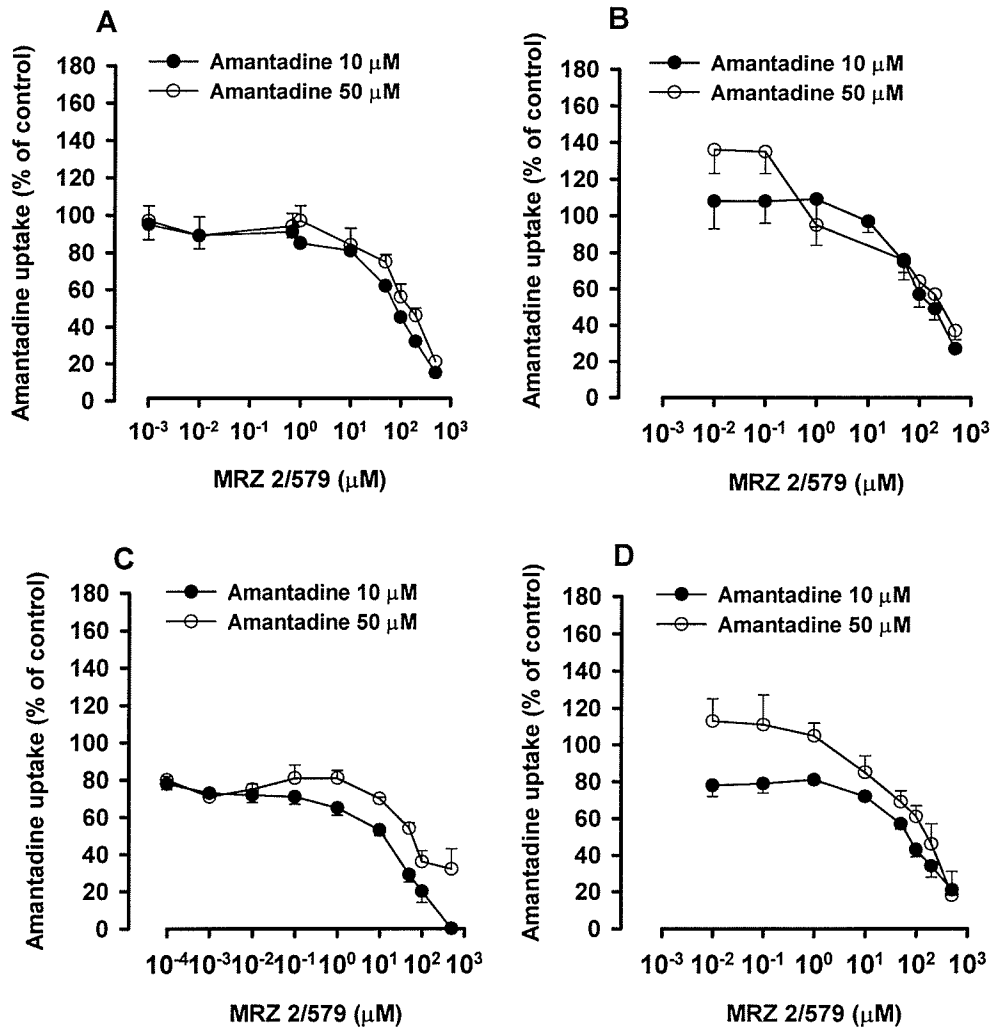 A
Amantadine 10 μM
Amantadine 50 μM
Amantadine uptake (% of control)
180
160
140
120
100
80
60
40
20
0
10⁻³ 10⁻² 10⁻¹ 10⁰ 10¹ 10² 10³
MRZ 2/579 (μM)
B
Amantadine 10 μM
Amantadine 50 μM
Amantadine uptake (% of control)
180
160
140
120
100
80
60
40
20
0
10⁻³ 10⁻² 10⁻¹ 10⁰ 10¹ 10² 10³
MRZ 2/579 (μM)
C
Amantadine 10 μM
Amantadine 50 μM
Amantadine uptake (% of control)
180
160
140
120
100
80
60
40
20
0
10⁻⁴ 10⁻³ 10⁻² 10⁻¹ 10⁰ 10¹ 10² 10³
MRZ 2/579 (μM)
D
Amantadine 10 μM
Amantadine 50 μM
Amantadine uptake (% of control)
180
160
140
120
100
80
60
40
20
0
10⁻³ 10⁻² 10⁻¹ 10⁰ 10¹ 10² 10³
MRZ 2/579 (μM)